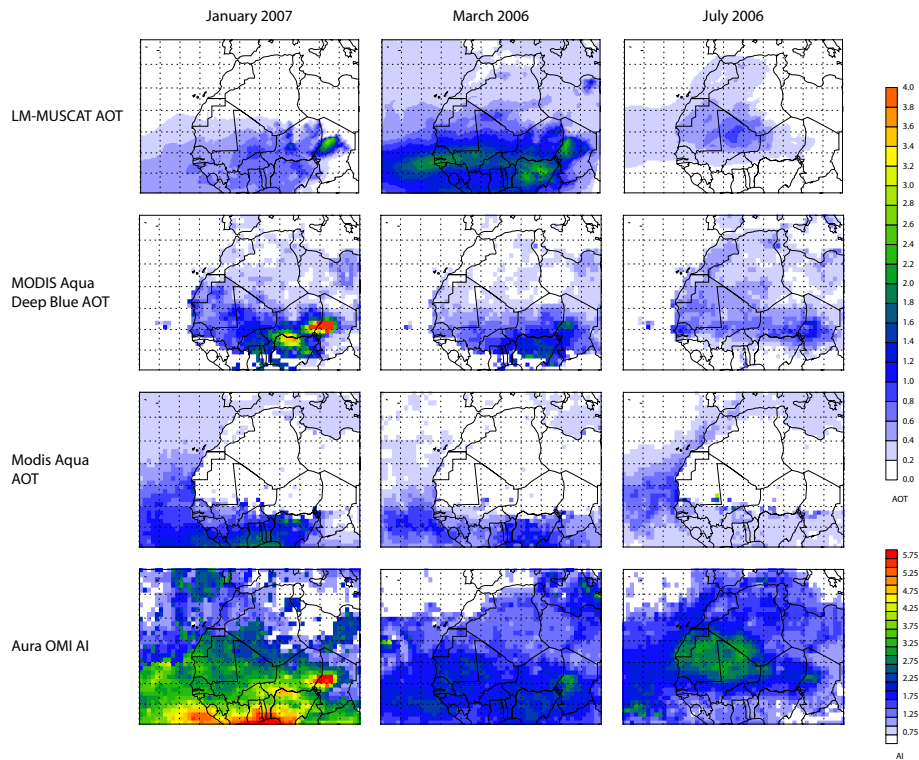 January 2007
March 2006
July 2006
LM-MUSCAT AOT
MODIS Aqua
Deep Blue AOT
Modis Aqua
AOT
Aura OMI AI
4.0
3.8
3.6
3.4
3.2
3.0
2.8
2.6
2.4
2.2
2.0
1.8
1.6
1.4
1.2
1.0
0.8
0.6
0.4
0.2
0.0
AOT
5.75
5.25
4.75
4.25
3.75
3.25
2.75
2.25
1.75
1.25
0.75
AI